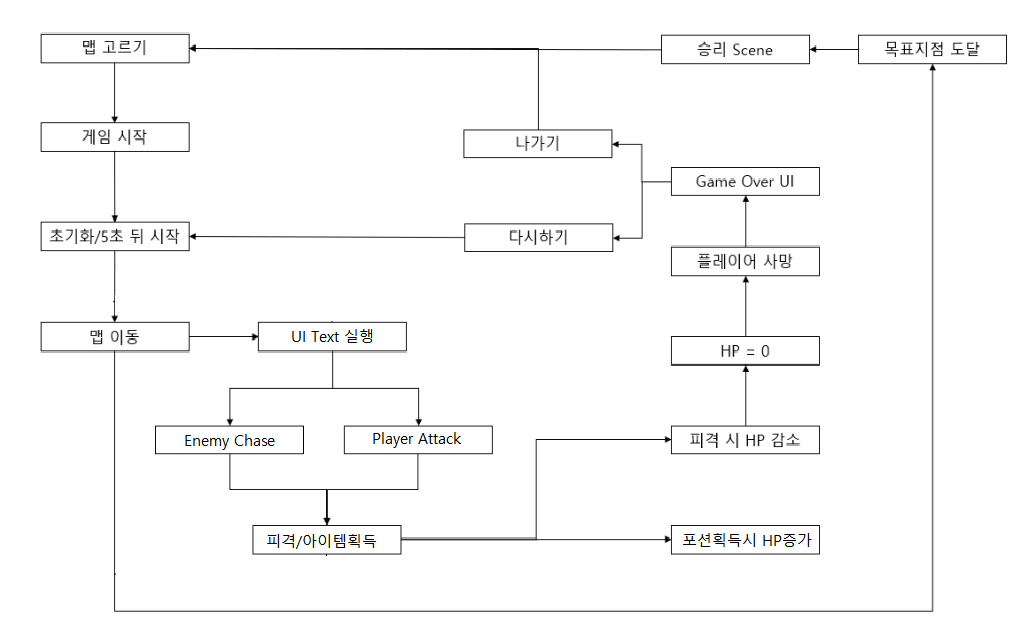 맵 고르기
승리 Scene
목표지점 도달
게임 시작
나가기
Game Over UI
초기화/5초 뒤 시작
다시하기
플레이어 사망
맵 이동
UI Text 실행
HP = 0
Enemy Chase
Player Attack
피격 시 HP 감소
피격/아이템획득
포션획득시 HP증가